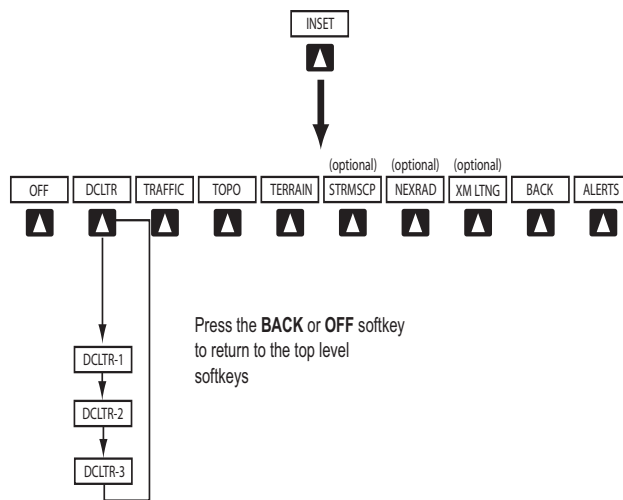 INSET
(optional) (optional) (optional)
OFF DCLTR TRAFFIC TOPO TERRAIN STRMSCP NEXRAD XM LTNG BACK ALERTS
Press the BACK or OFF softkey
to return to the top level
softkeys
DCLTR-1
DCLTR-2
DCLTR-3